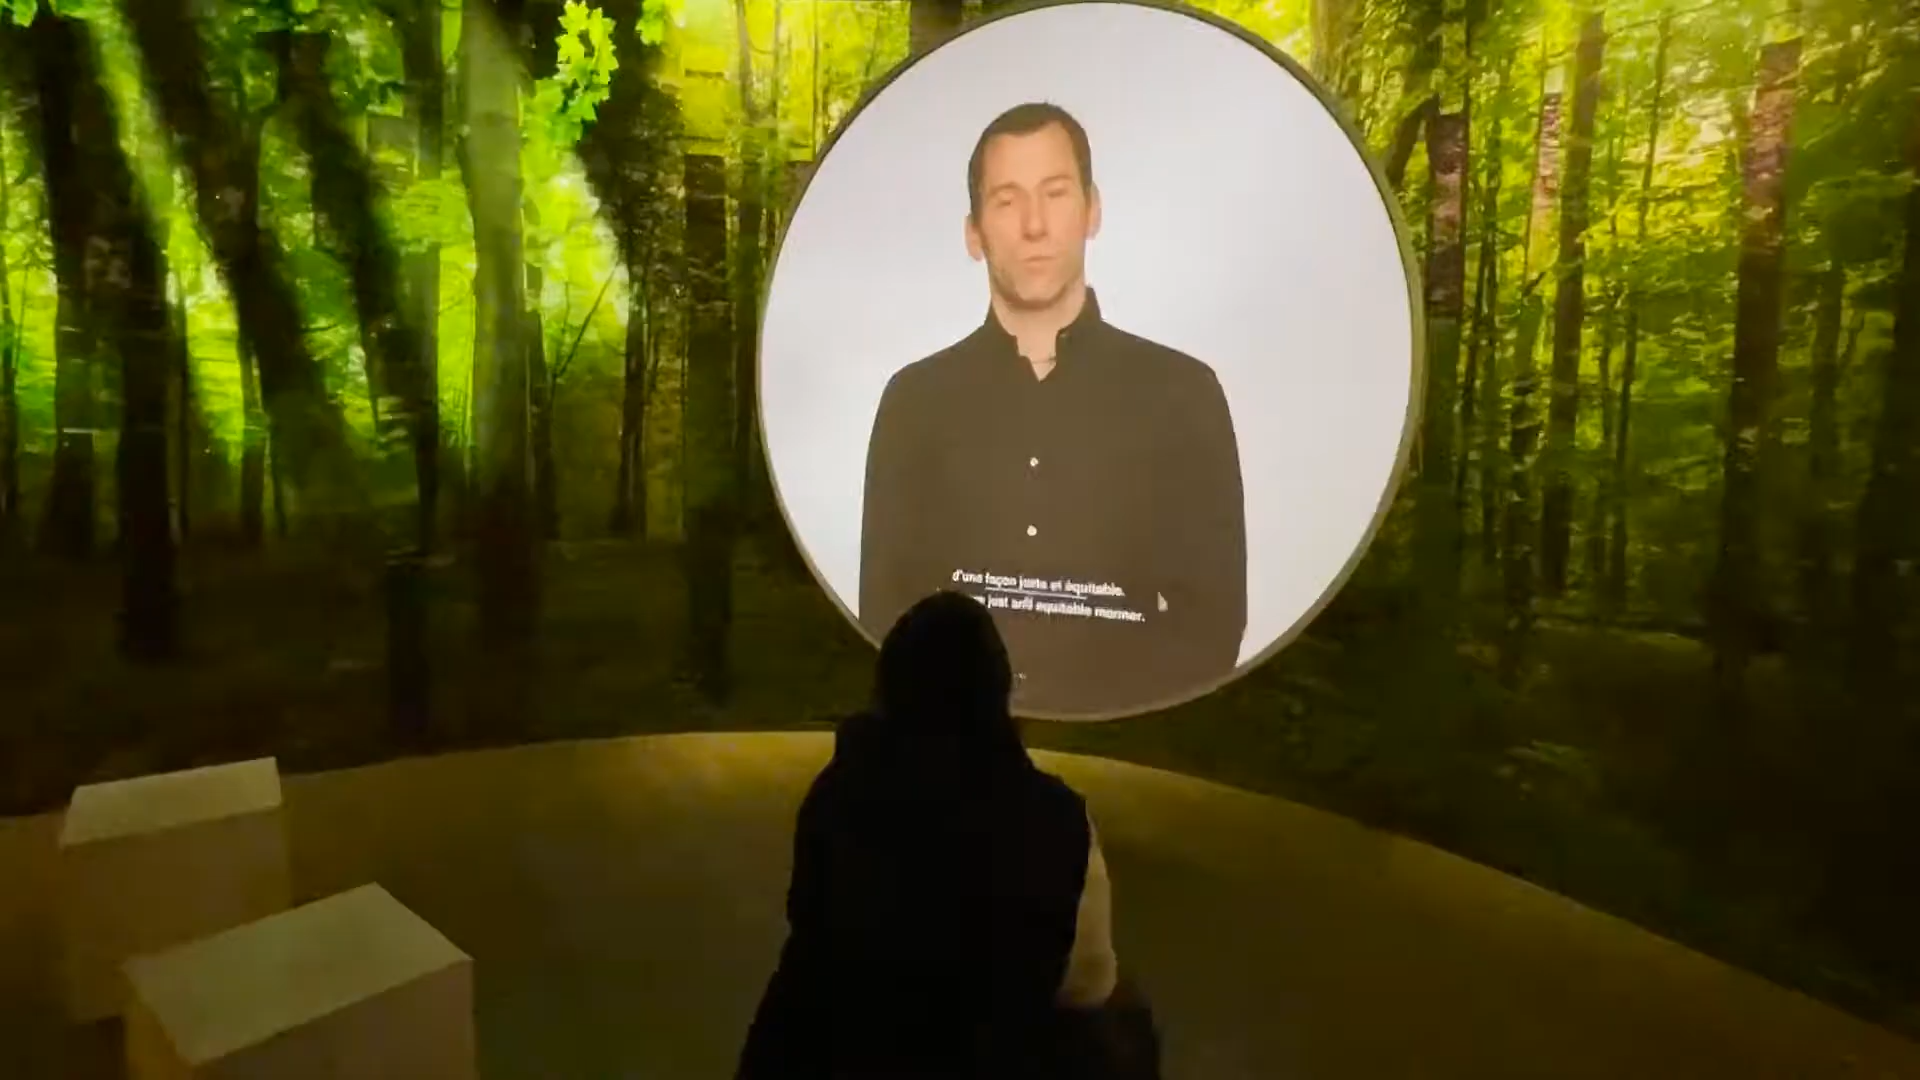 d'une façon juste et équitable.
just and equitable manner.